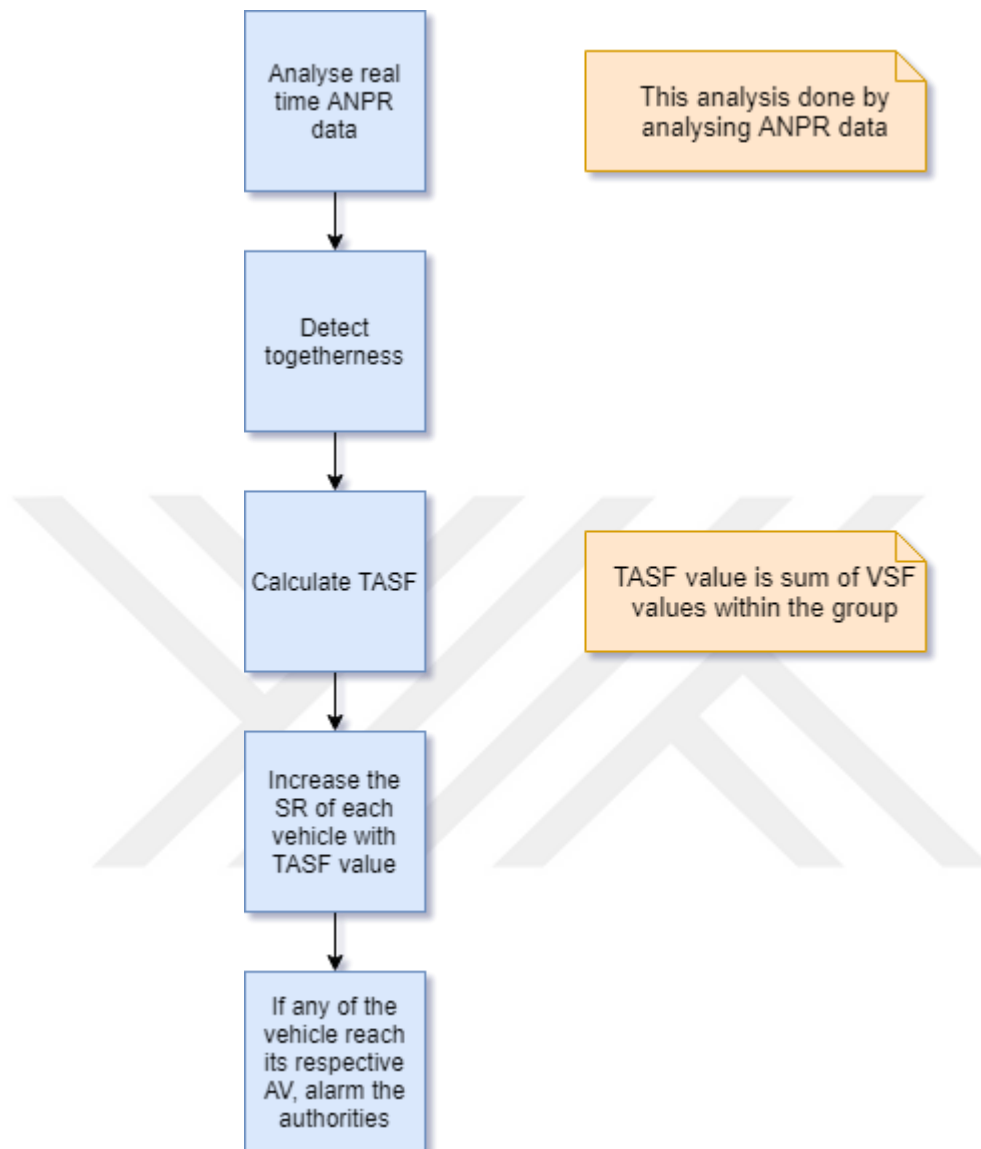 Analyse real
time ANPR
data
This analysis done by
analysing ANPR data
Detect
togetherness
Calculate TASF
TASF value is sum of VSF
values within the group
Increase the
SR of each
vehicle with
TASF value
If any of the
vehicle reach
its respective
AV, alarm the
authorities